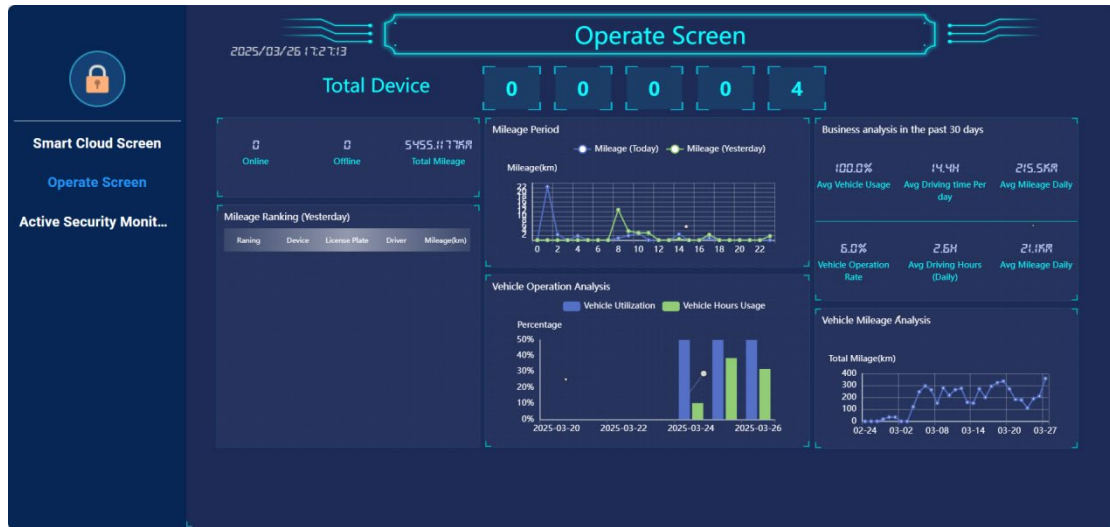 Operate Screen
2025/03/26 17:27:13
Total Device
0 0 0 0 4
Smart Cloud Screen
Operate Screen
Active Security Monit...
0 0 5455.1177KM
Online Offline Total Mileage
Mileage Ranking (Yesterday)
Raning Device License Plate Driver Mileage(km)
Mileage Period
Mileage (Today) Mileage (Yesterday)
Mileage(km)
22
2
0 2 4 6 8 10 12 14 16 18 20 22
Vehicle Operation Analysis
Vehicle Utilization Vehicle Hours Usage
Percentage
50%
40%
30%
20%
10%
0%
2025-03-20 2025-03-22 2025-03-24 2025-03-26
Business analysis in the past 30 days
100.0% 14.4H 215.5KM
Avg Vehicle Usage Avg Driving time Per Avg Mileage Daily
day
6.0% 2.6H 21.1KM
Vehicle Operation Avg Driving Hours Avg Mileage Daily
Rate (Daily)
Vehicle Mileage Analysis
Total Milage(km)
400
300
200
100
0
02-24 03-02 03-08 03-14 03-20 03-27